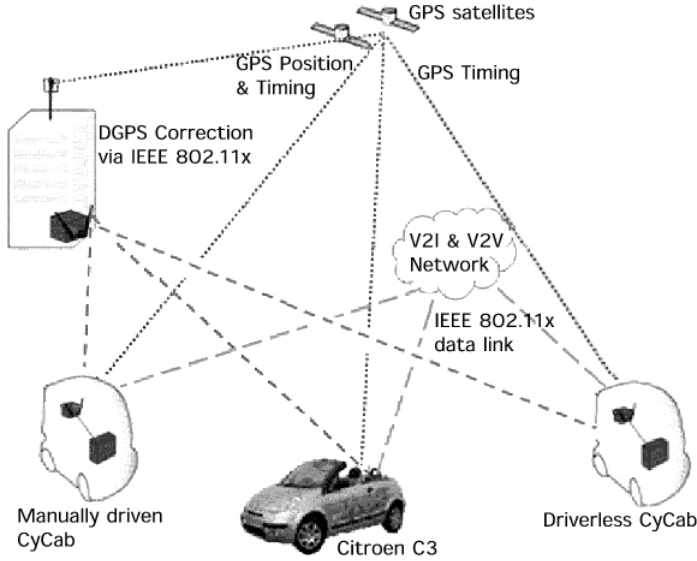 GPS satellites
GPS Position
& Timing
GPS Timing
DGPS Correction
via IEEE 802.11x
V2I & V2V
Network
IEEE 802.11x
data link
Manually driven
CyCab
Citroen C3
Driverless CyCab